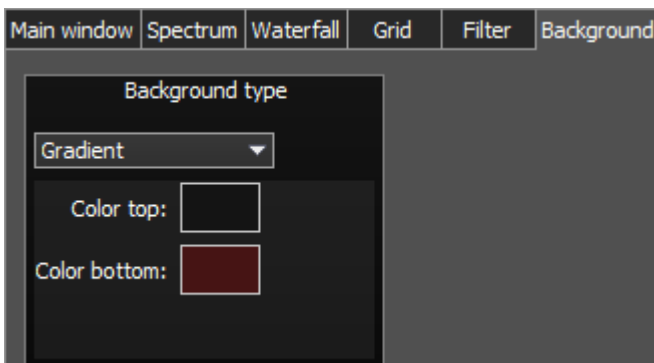 Main window Spectrum Waterfall Grid Filter Background
Background type
Gradient
Color top:
Color bottom: